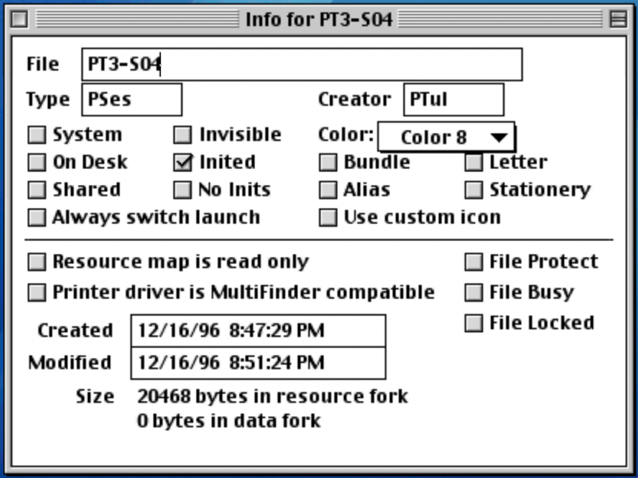 Info for PT3-S04
File PT3-S04
Type PSes Creator PTul
System Invisible Color: Color 8
On Desk Inited Bundle Letter
Shared No Inits Alias Stationery
Always switch launch Use custom icon
Resource map is read only File Protect
Printer driver is MultiFinder compatible File Busy
File Locked
Created 12/16/96 8:47:29 PM
Modified 12/16/96 8:51:24 PM
Size 20468 bytes in resource fork
0 bytes in data fork